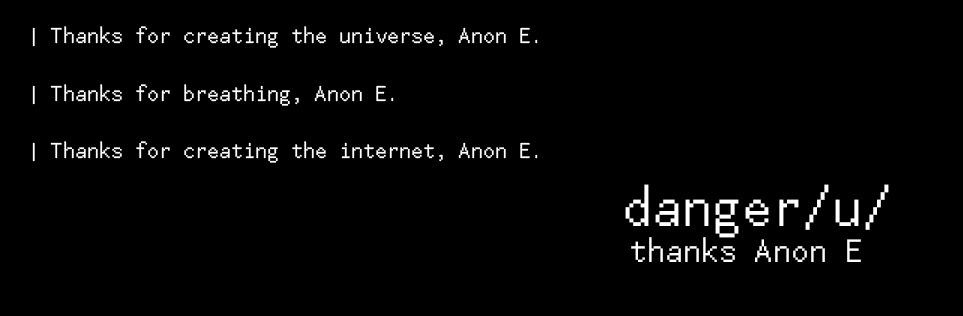 | Thanks for creating the universe, Anon E.
| Thanks for breathing, Anon E.
| Thanks for creating the internet, Anon E.
danger/u/
thanks Anon E